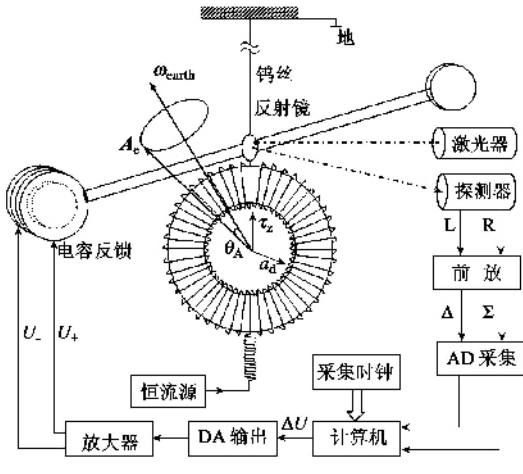 地
ω_earth
钨丝
反射镜
A_e
激光器
探测器
τ_z
θ_A
a_d
电容反馈
L R
前放
Δ Σ
AD 采集
U_- U_+
恒流源
采集时钟
放大器
DA 输出
ΔU
计算机